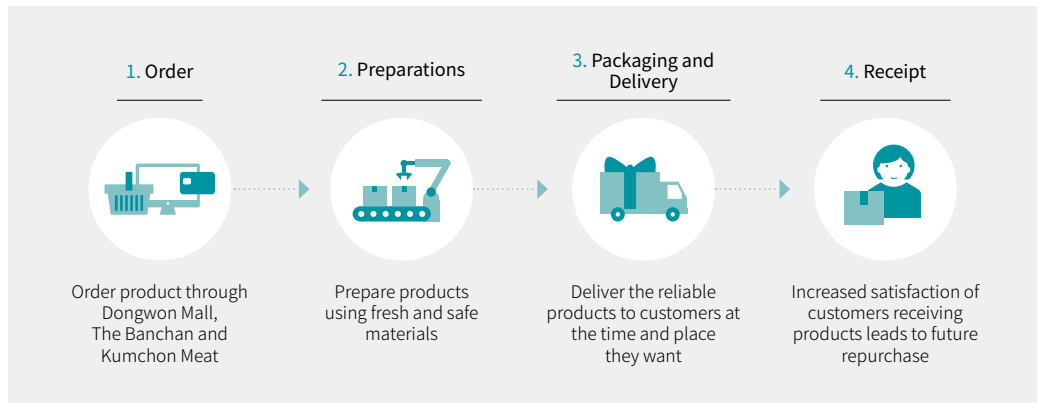 1. Order
Order product through
Dongwon Mall,
The Banchan and
Kumchon Meat
2. Preparations
Prepare products
using fresh and safe
materials
3. Packaging and
Delivery
Deliver the reliable
products to customers at
the time and place
they want
4. Receipt
Increased satisfaction of
customers receiving
products leads to future
repurchase